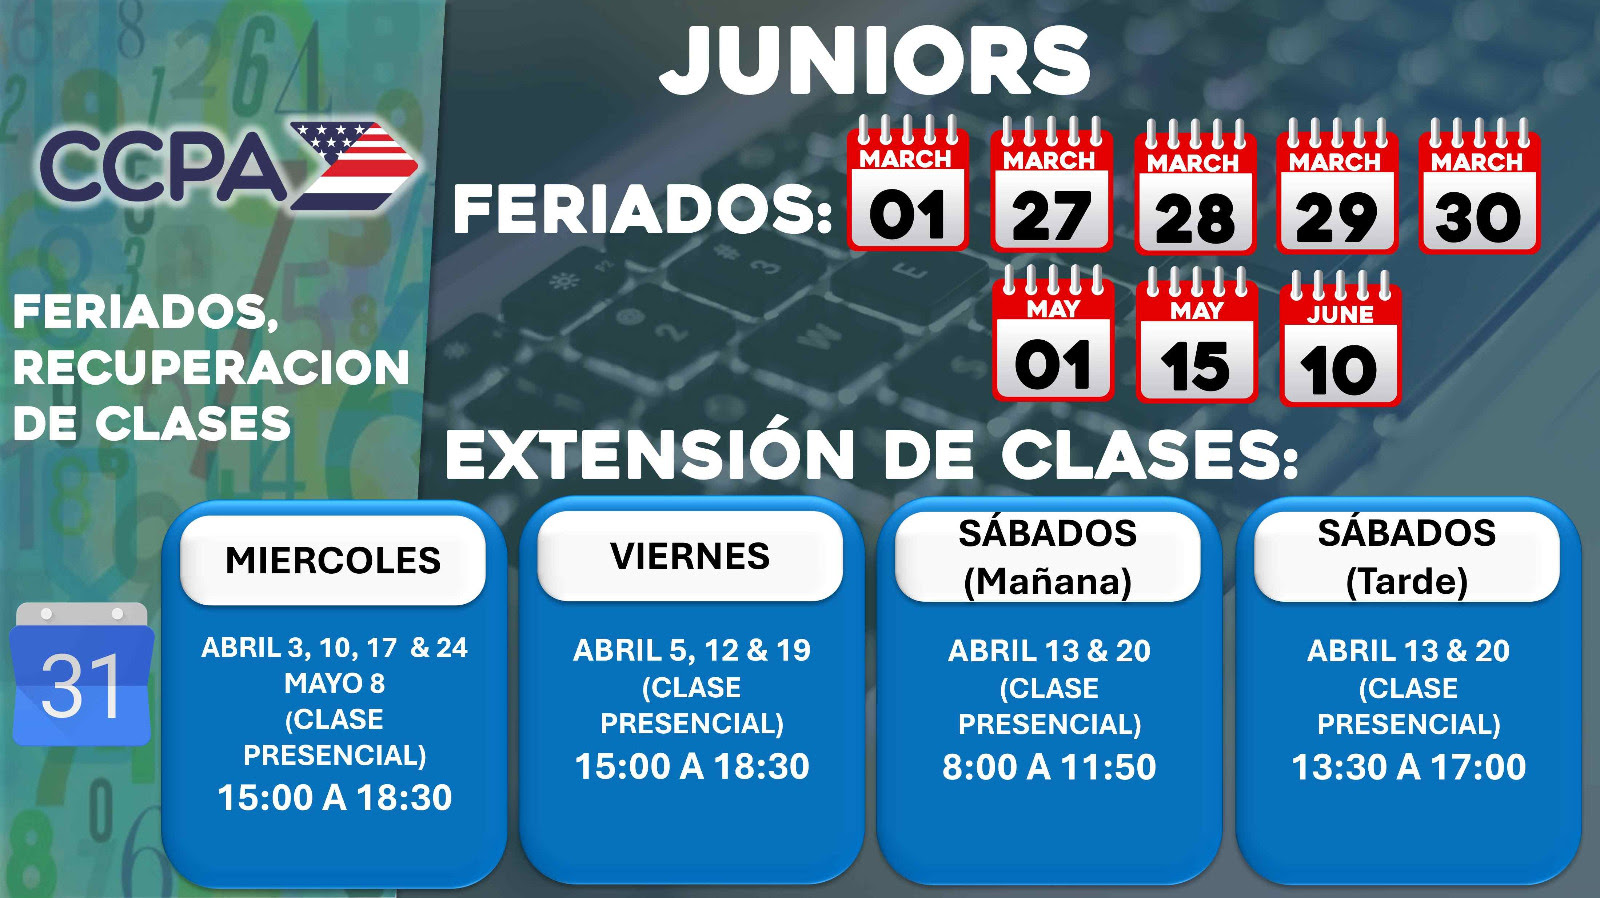 JUNIORS
CCPA
FERIADOS,
RECUPERACION
DE CLASES
31
FERIADOS:
MARCH
01
MARCH
27
MARCH
28
MARCH
29
MARCH
30
MAY
01
MAY
15
JUNE
10
EXTENSIÓN DE CLASES:
MIERCOLES
ABRIL 3, 10, 17 & 24
MAYO 8
(CLASE
PRESENCIAL)
15:00 A 18:30
VIERNES
ABRIL 5, 12 & 19
(CLASE
PRESENCIAL)
15:00 A 18:30
SÁBADOS
(Mañana)
ABRIL 13 & 20
(CLASE
PRESENCIAL)
8:00 A 11:50
SÁBADOS
(Tarde)
ABRIL 13 & 20
(CLASE
PRESENCIAL)
13:30 A 17:00